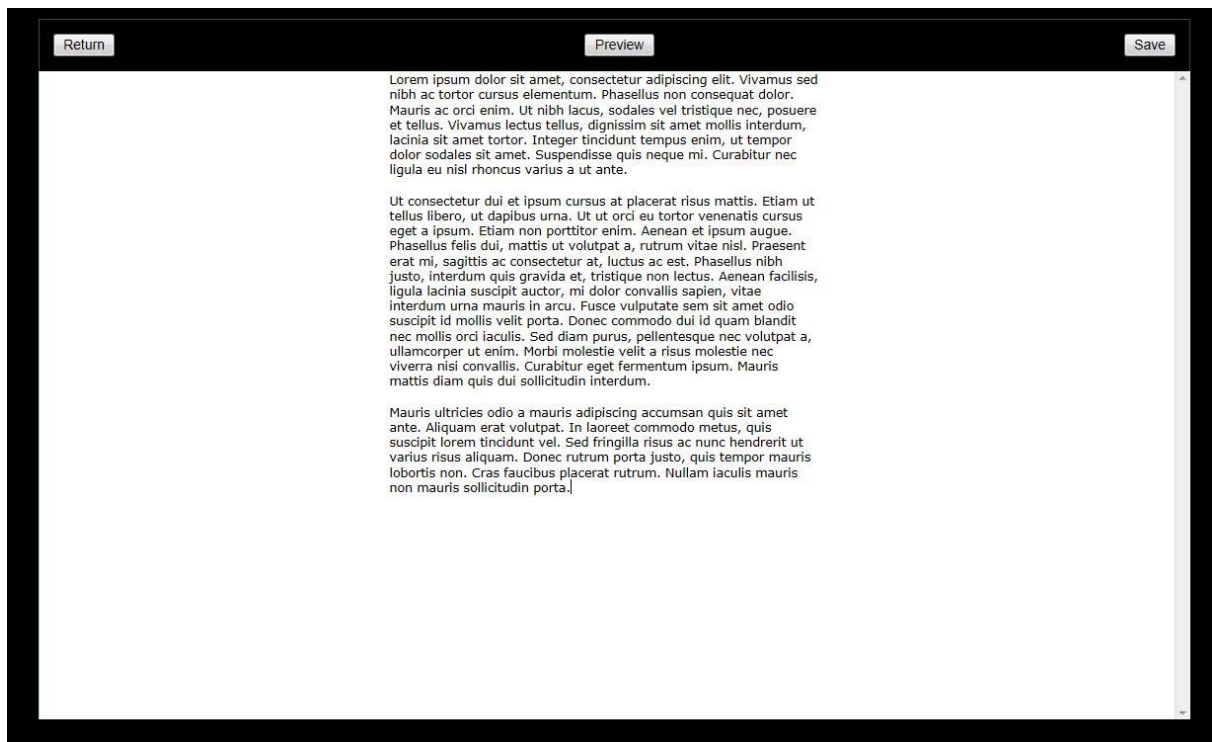 Return
Preview
Save
Lorem ipsum dolor sit amet, consectetur adipiscing elit. Vivamus sed
nibh ac tortor cursus elementum. Phasellus non consequat dolor.
Mauris ac orci enim. Ut nibh lacus, sodales vel tristique nec, posuere
et tellus. Vivamus lectus tellus, dignissim sit amet mollis interdum,
lacinia sit amet tortor. Integer tincidunt tempus enim, ut tempor
dolor sodales sit amet. Suspendisse quis neque mi. Curabitur nec
ligula eu nisl rhoncus varius a ut ante.
Ut consectetur dui et ipsum cursus at placerat risus mattis. Etiam ut
tellus libero, ut dapibus urna. Ut ut orci eu tortor venenatis cursus
eget a ipsum. Etiam non porttitor enim. Aenean et ipsum augue.
Phasellus felis dui, mattis ut volutpat a, rutrum vitae nisl. Praesent
erat mi, sagittis ac consectetur at, luctus ac est. Phasellus nibh
justo, interdum quis gravida et, tristique non lectus. Aenean facilisis,
ligula lacinia suscipit auctor, mi dolor convallis sapien, vitae
interdum urna mauris in arcu. Fusce vulputate sem sit amet odio
suscipit id mollis velit porta. Donec commodo dui id quam blandit
nec mollis orci iaculis. Sed diam purus, pellentesque nec volutpat a,
ullamcorper ut enim. Morbi molestie velit a risus molestie nec
viverra nisi convallis. Curabitur eget fermentum ipsum. Mauris
mattis diam quis dui sollicitudin interdum.
Mauris ultricies odio a mauris adipiscing accumsan quis sit amet
ante. Aliquam erat volutpat. In laoreet commodo metus, quis
suscipit lorem tincidunt vel. Sed fringilla risus ac nunc hendrerit ut
varius risus aliquam. Donec rutrum porta justo, quis tempor mauris
lobortis non. Cras faucibus placerat rutrum. Nullam iaculis mauris
non mauris sollicitudin porta.